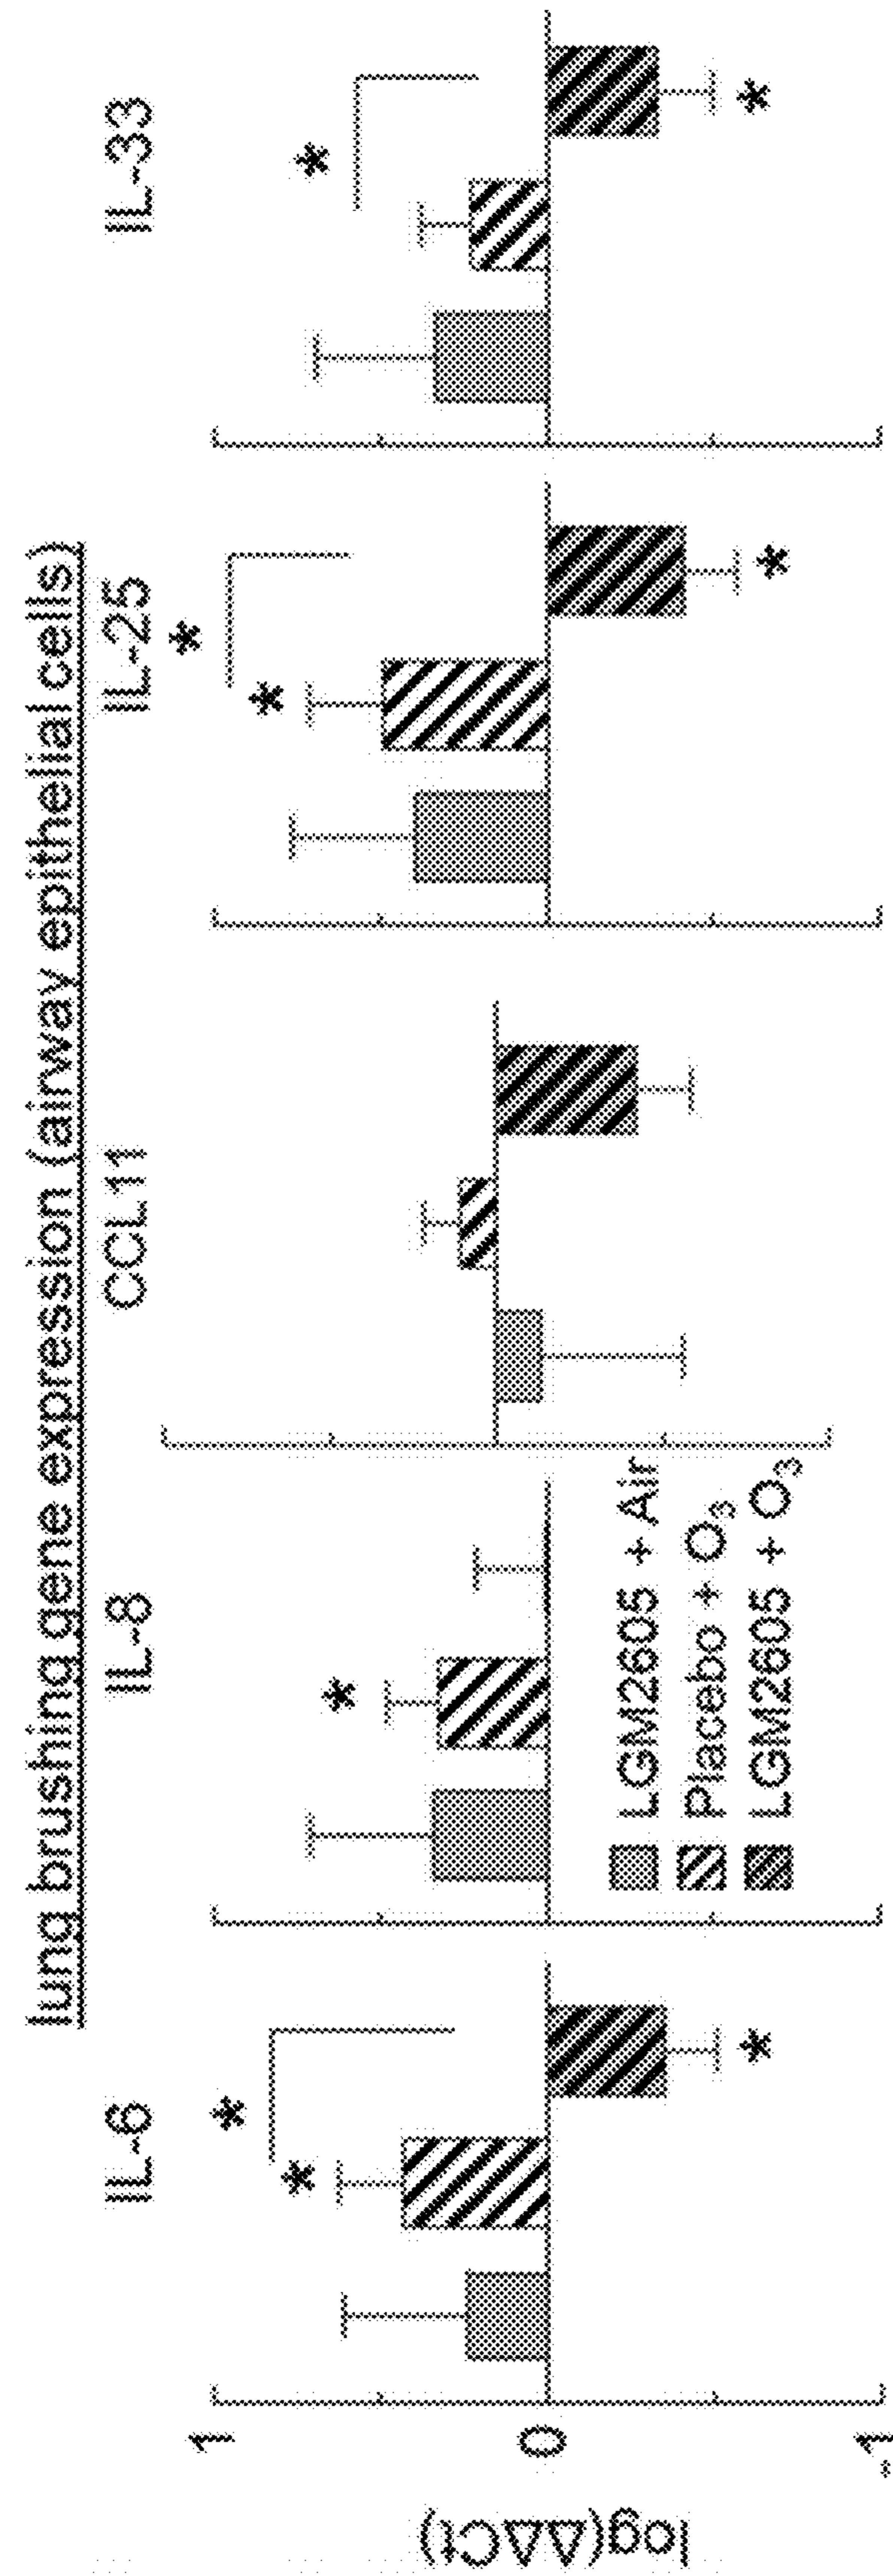 lung brushing gene expression (airway epithelial cells)
IL-6
IL-8
CCL11
IL-25
IL-33
* * *
*
* * *
* *
log(ΔΔCt)
1
0
-1
LGM2605 + Air
Placebo + O₃
LGM2605 + O₃